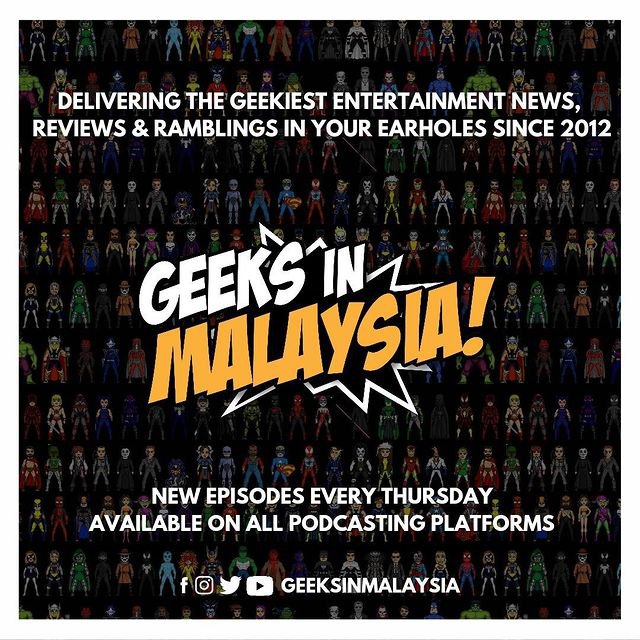 DELIVERING THE GEEKIEST ENTERTAINMENT NEWS,
REVIEWS & RAMBLINGS IN YOUR EARHOLES SINCE 2012
GEEKS IN
MALAYSIA!
NEW EPISODES EVERY THURSDAY
AVAILABLE ON ALL PODCASTING PLATFORMS
GEEKSINMALAYSIA